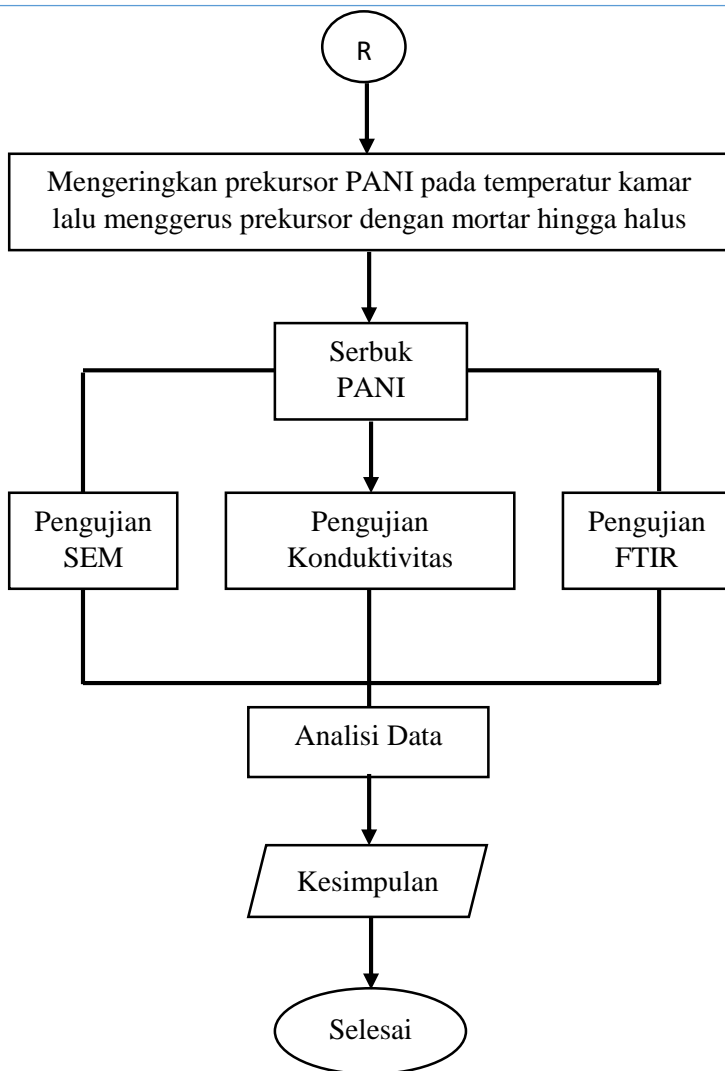 R
Mengeringkan prekursor PANI pada temperatur kamar
lalu menggerus prekursor dengan mortar hingga halus
Serbuk
PANI
Pengujian
SEM
Pengujian
Konduktivitas
Pengujian
FTIR
Analisi Data
Kesimpulan
Selesai